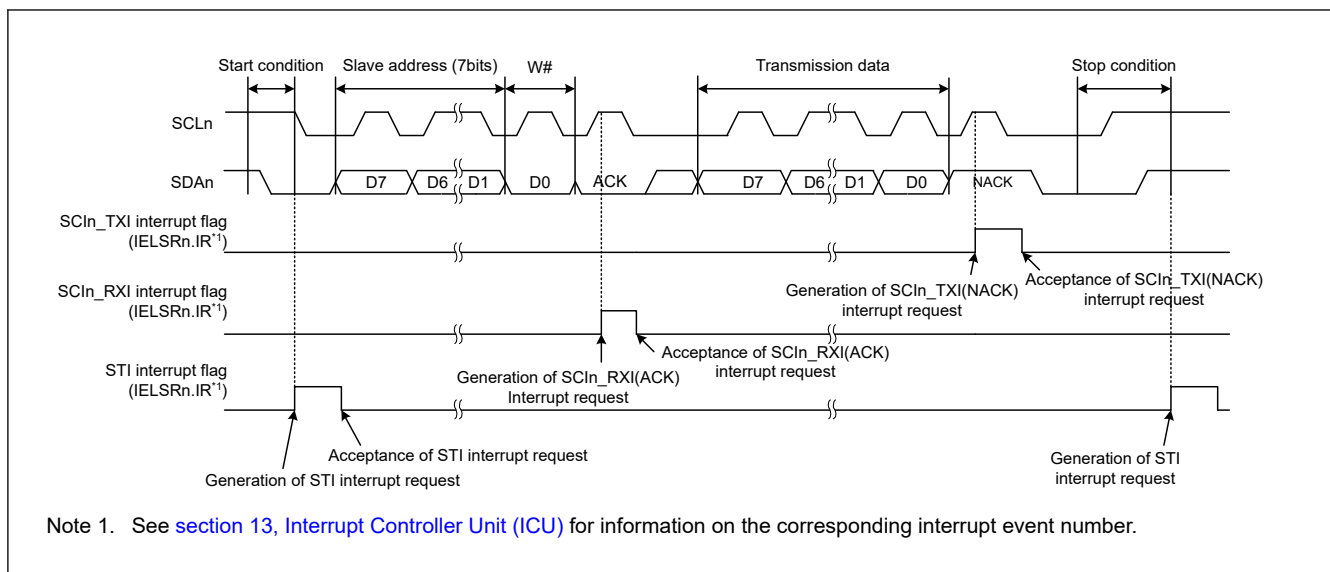 Start condition
Slave address (7bits)
W#
Transmission data
Stop condition
SCLn
SDAn
D7
D6
D1
D0
ACK
D7
D6
D1
D0
NACK
SCIn_TXI interrupt flag
(IELSRn.IR*1)
Generation of SCIn_TXI(NACK)
interrupt request
Acceptance of SCIn_TXI(NACK)
interrupt request
SCIn_RXI interrupt flag
(IELSRn.IR*1)
Generation of SCIn_RXI(ACK)
Interrupt request
Acceptance of SCIn_RXI(ACK)
interrupt request
STI interrupt flag
(IELSRn.IR*1)
Acceptance of STI interrupt request
Generation of STI interrupt request
Generation of STI
interrupt request
Note 1. See section 13, Interrupt Controller Unit (ICU) for information on the corresponding interrupt event number.